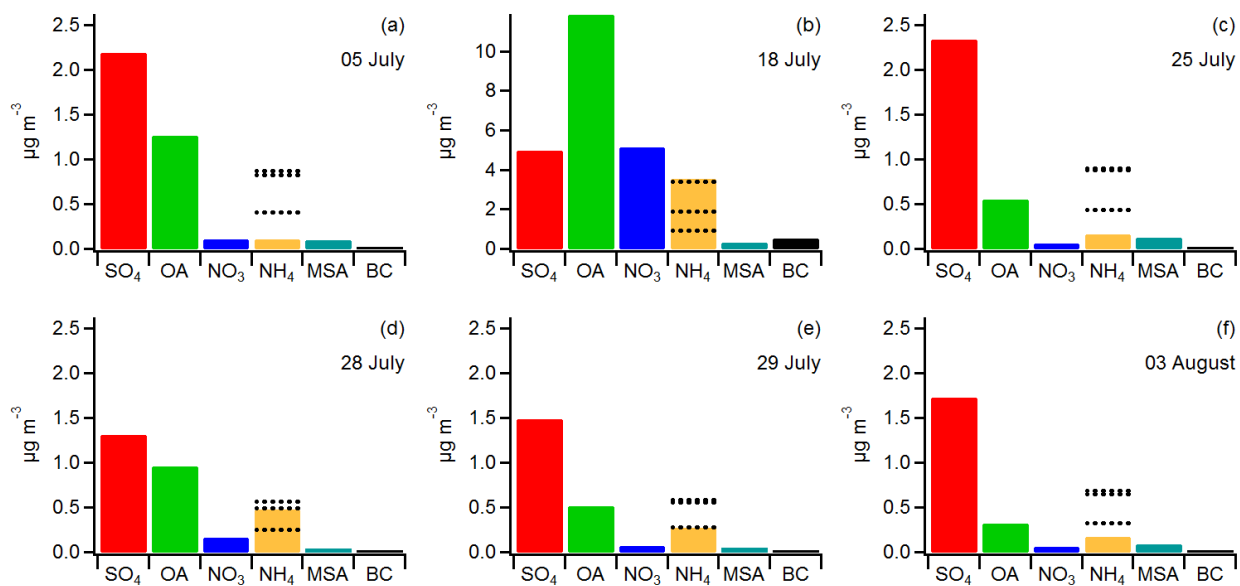 (a)
05 July
µg m⁻³
2.5
2.0
1.5
1.0
0.5
0.0
SO₄ OA NO₃ NH₄ MSA BC
(b)
18 July
µg m⁻³
10
8
6
4
2
0
SO₄ OA NO₃ NH₄ MSA BC
(c)
25 July
µg m⁻³
2.5
2.0
1.5
1.0
0.5
0.0
SO₄ OA NO₃ NH₄ MSA BC
(d)
28 July
µg m⁻³
2.5
2.0
1.5
1.0
0.5
0.0
SO₄ OA NO₃ NH₄ MSA BC
(e)
29 July
µg m⁻³
2.5
2.0
1.5
1.0
0.5
0.0
SO₄ OA NO₃ NH₄ MSA BC
(f)
03 August
µg m⁻³
2.5
2.0
1.5
1.0
0.5
0.0
SO₄ OA NO₃ NH₄ MSA BC